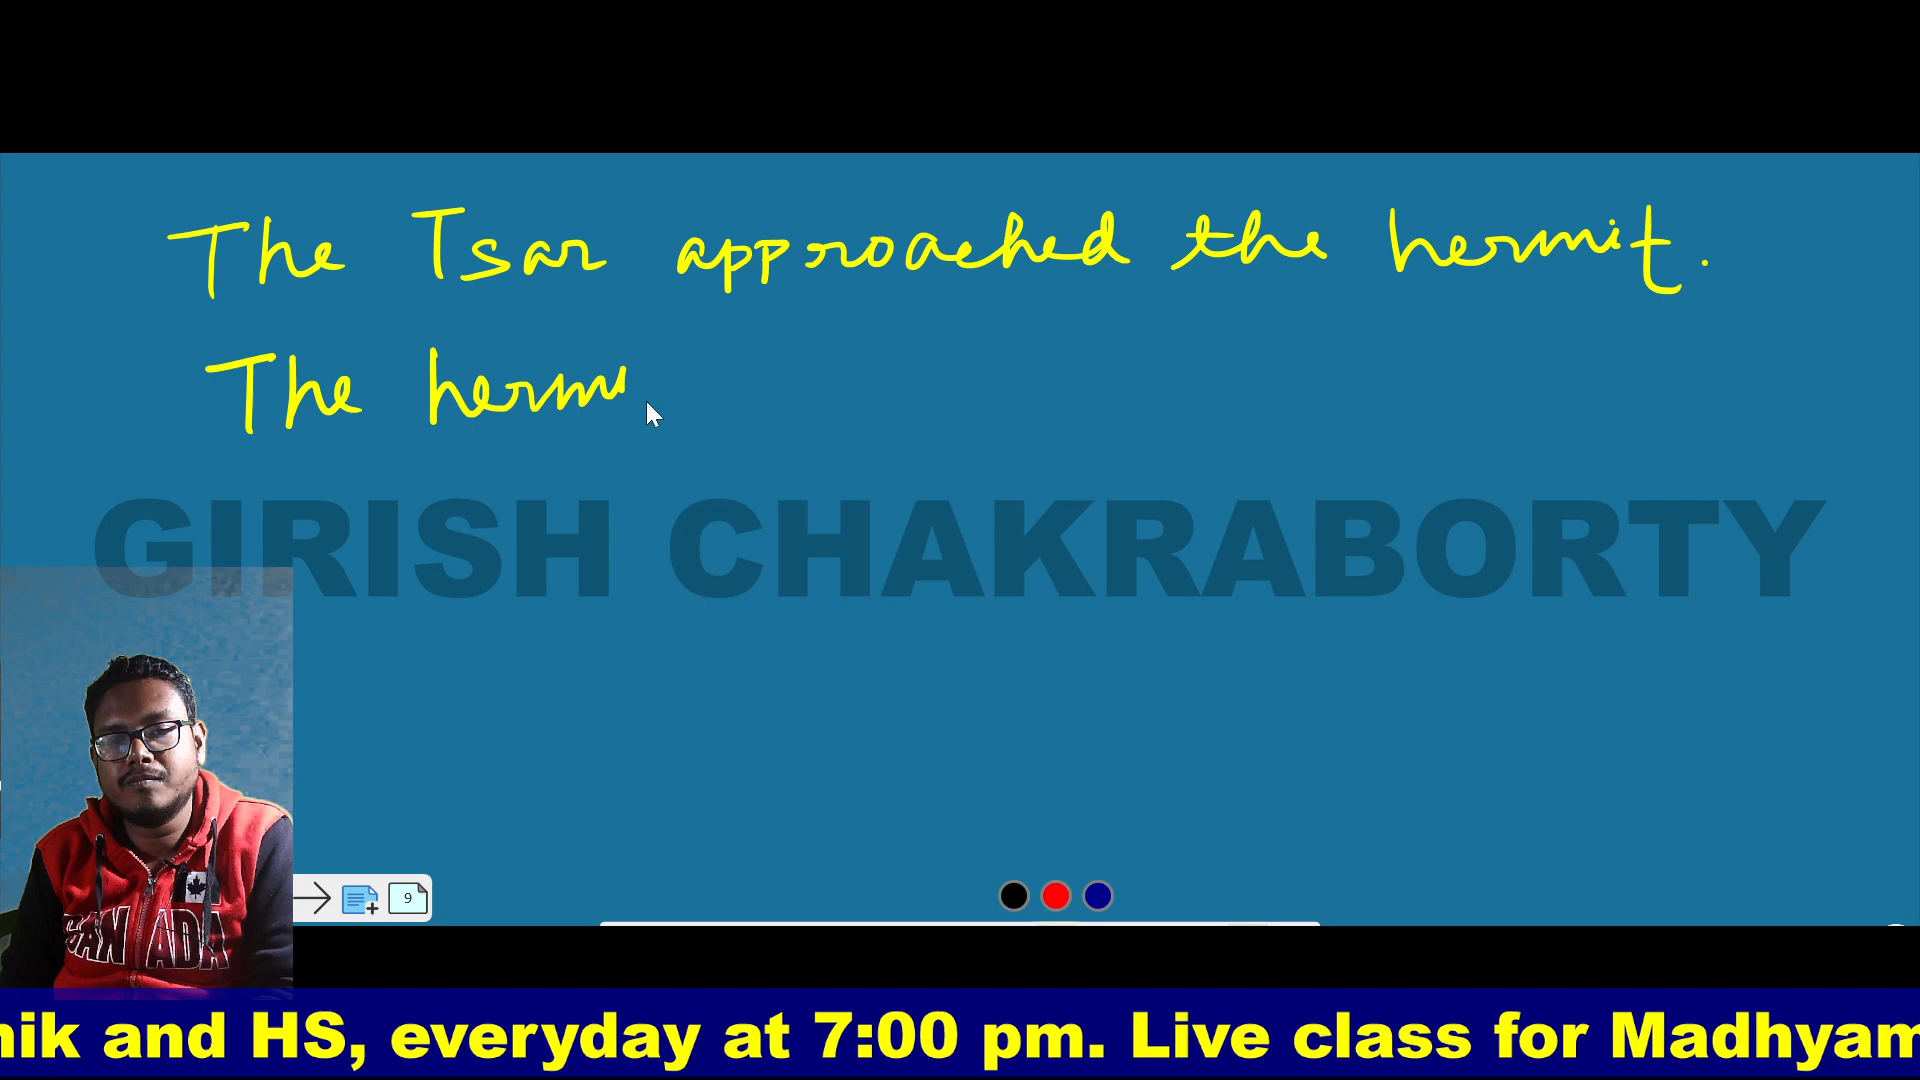 The Tsar approached the hermit.
The hermi
GIRISH CHAKRABORTY
CANADA
9
nik and HS, everyday at 7:00 pm. Live class for Madhyam